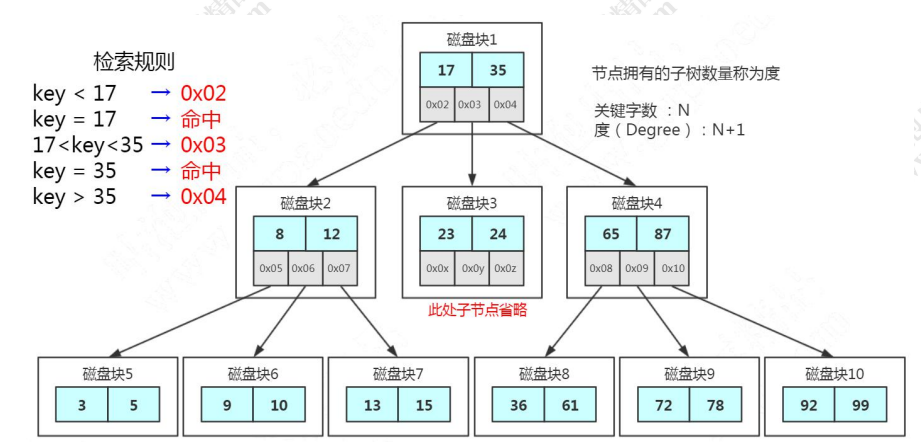 磁盘块1
17 35
0x02 0x03 0x04
检索规则
key < 17 → 0x02
key = 17 → 命中
17<key<35 → 0x03
key = 35 → 命中
key > 35 → 0x04
节点拥有的子树数量称为度
关键字数 ：N
度（Degree）：N+1
磁盘块2
8 12
0x05 0x06 0x07
磁盘块3
23 24
0x0x 0x0y 0x0z
此处子节点省略
磁盘块4
65 87
0x08 0x09 0x10
磁盘块5
3 5
磁盘块6
9 10
磁盘块7
13 15
磁盘块8
36 61
磁盘块9
72 78
磁盘块10
92 99